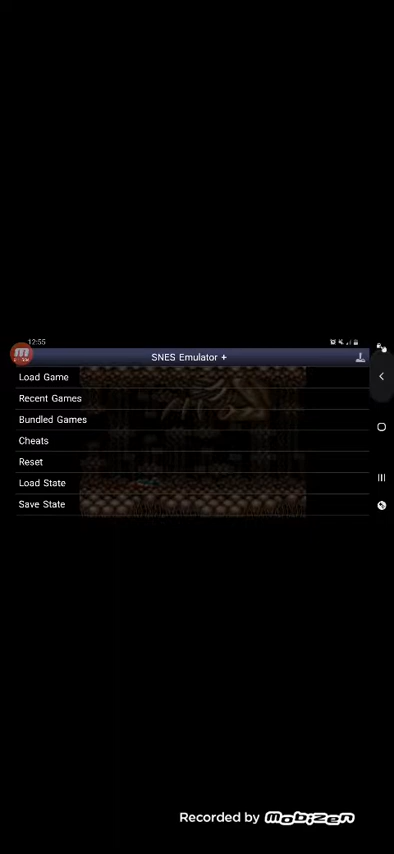 12:55
SNES Emulator +
Load Game
Recent Games
Bundled Games
Cheats
Reset
Load State
Save State
Recorded by mobizen